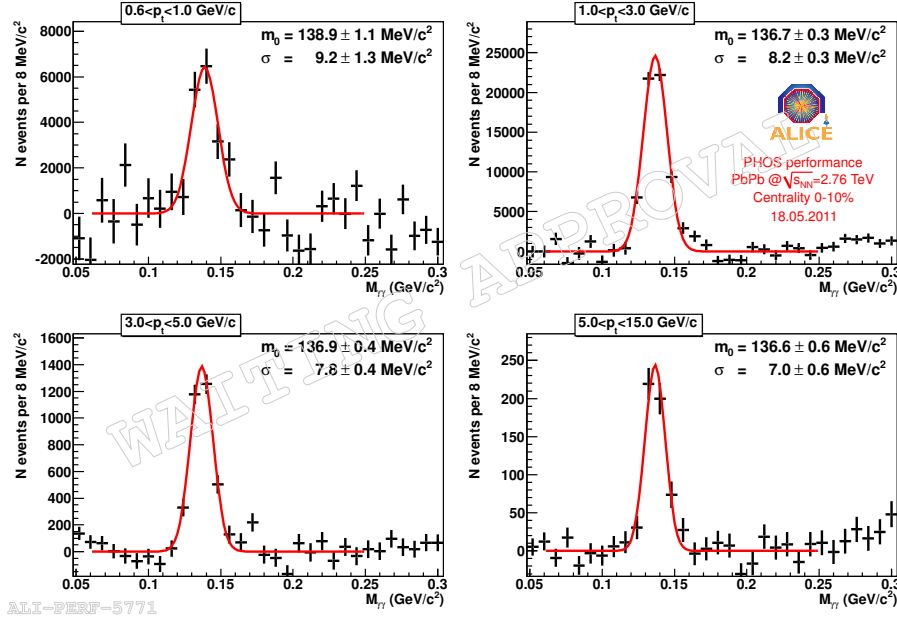 0.6<p_t<1.0 GeV/c
N events per 8 MeV/c²
8000
6000
4000
2000
0
-2000
m₀ = 138.9 ± 1.1 MeV/c²
σ = 9.2 ± 1.3 MeV/c²
0.05 0.1 0.15 0.2 0.25 0.3
M_γγ (GeV/c²)
1.0<p_t<3.0 GeV/c
N events per 8 MeV/c²
25000
20000
15000
10000
5000
0
m₀ = 136.7 ± 0.3 MeV/c²
σ = 8.2 ± 0.3 MeV/c²
ALICE
PHOS performance
PbPb @√s_NN=2.76 TeV
Centrality 0-10%
18.05.2011
0.05 0.1 0.15 0.2 0.25 0.3
M_γγ (GeV/c²)
3.0<p_t<5.0 GeV/c
N events per 8 MeV/c²
1600
1400
1200
1000
800
600
400
200
0
-200
m₀ = 136.9 ± 0.4 MeV/c²
σ = 7.8 ± 0.4 MeV/c²
0.05 0.1 0.15 0.2 0.25 0.3
M_γγ (GeV/c²)
5.0<p_t<15.0 GeV/c
N events per 8 MeV/c²
250
200
150
100
50
0
m₀ = 136.6 ± 0.6 MeV/c²
σ = 7.0 ± 0.6 MeV/c²
0.05 0.1 0.15 0.2 0.25 0.3
M_γγ (GeV/c²)
WAITING APPROVAL
ALI-PERF-5771